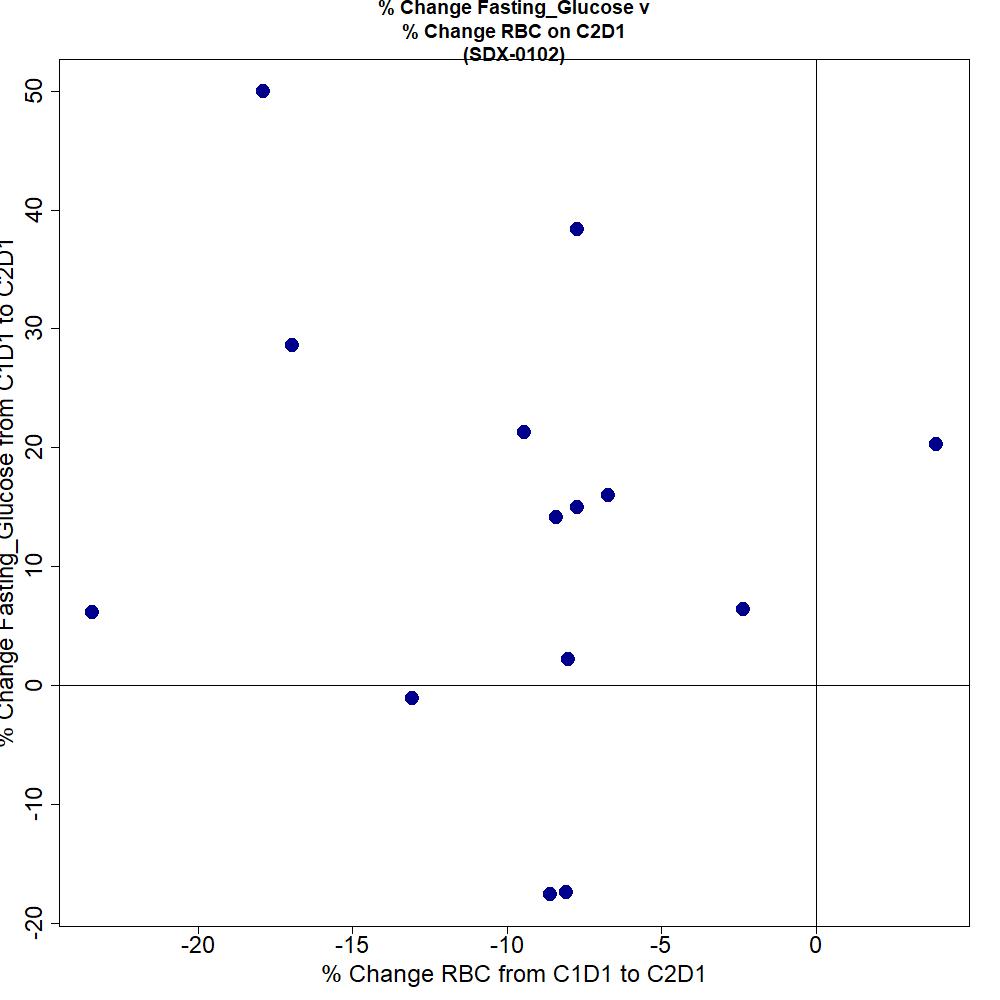 % Change Fasting_Glucose v
% Change RBC on C2D1
(SDX-0102)
% Change Fasting_Glucose from C1D1 to C2D1
50
40
30
20
10
0
-10
-20
-20 -15 -10 -5 0
% Change RBC from C1D1 to C2D1